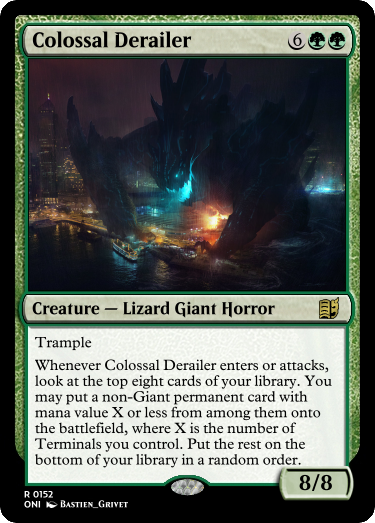 Colossal Derailer 6
Creature — Lizard Giant Horror
Trample
Whenever Colossal Derailer enters or attacks,
look at the top eight cards of your library. You
may put a non-Giant permanent card with
mana value X or less from among them onto
the battlefield, where X is the number of
Terminals you control. Put the rest on the
bottom of your library in a random order.
8/8
R 0152
ONI Bastien_Grivet